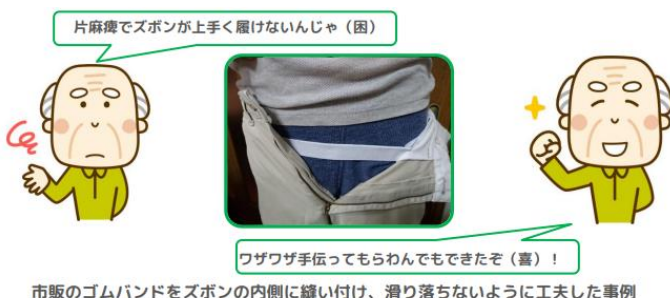 片麻痺でズボンが上手く履けないんじゃ（困）
ワザワザ手伝ってもらわんでもできたぞ（喜）！
市販のゴムバンドをズボンの内側に縫い付け、滑り落ちないように工夫した事例